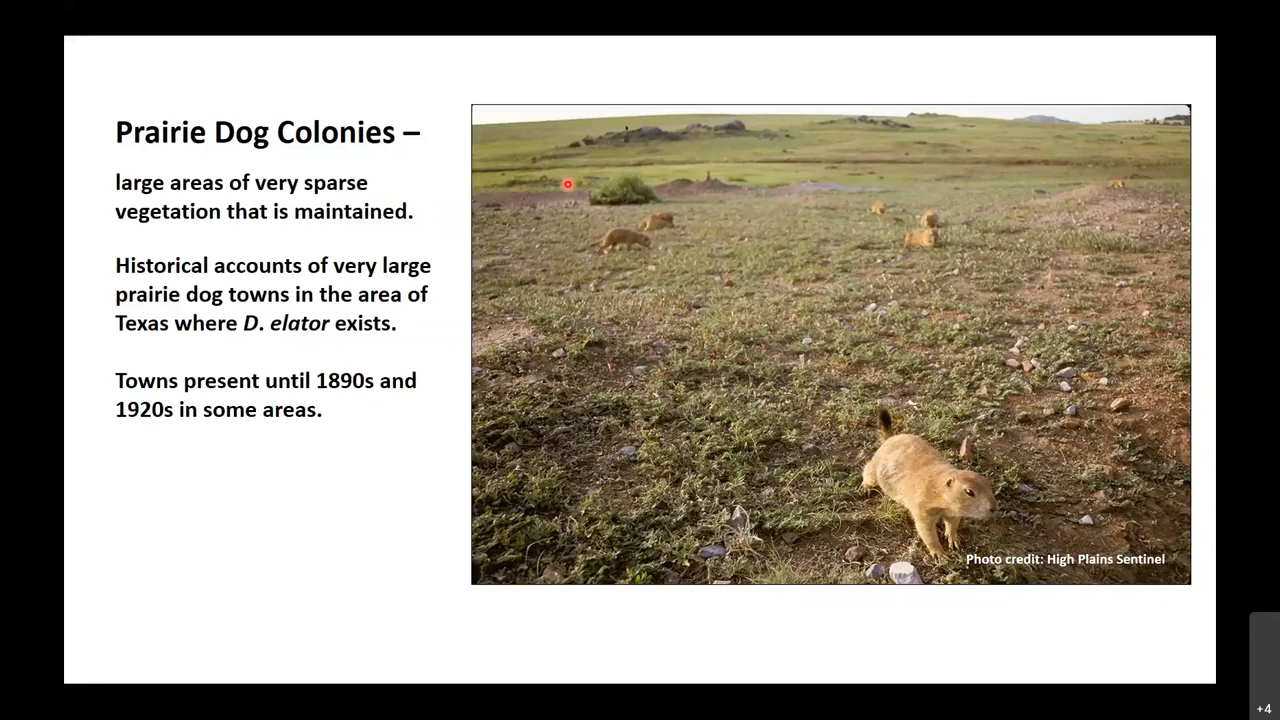 Prairie Dog Colonies –
large areas of very sparse
vegetation that is maintained.
Historical accounts of very large
prairie dog towns in the area of
Texas where D. elator exists.
Towns present until 1890s and
1920s in some areas.
Photo credit: High Plains Sentinel
+4